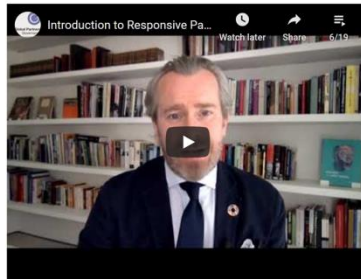 Introduction to Responsive Pa...
Watch later
Share
6/19